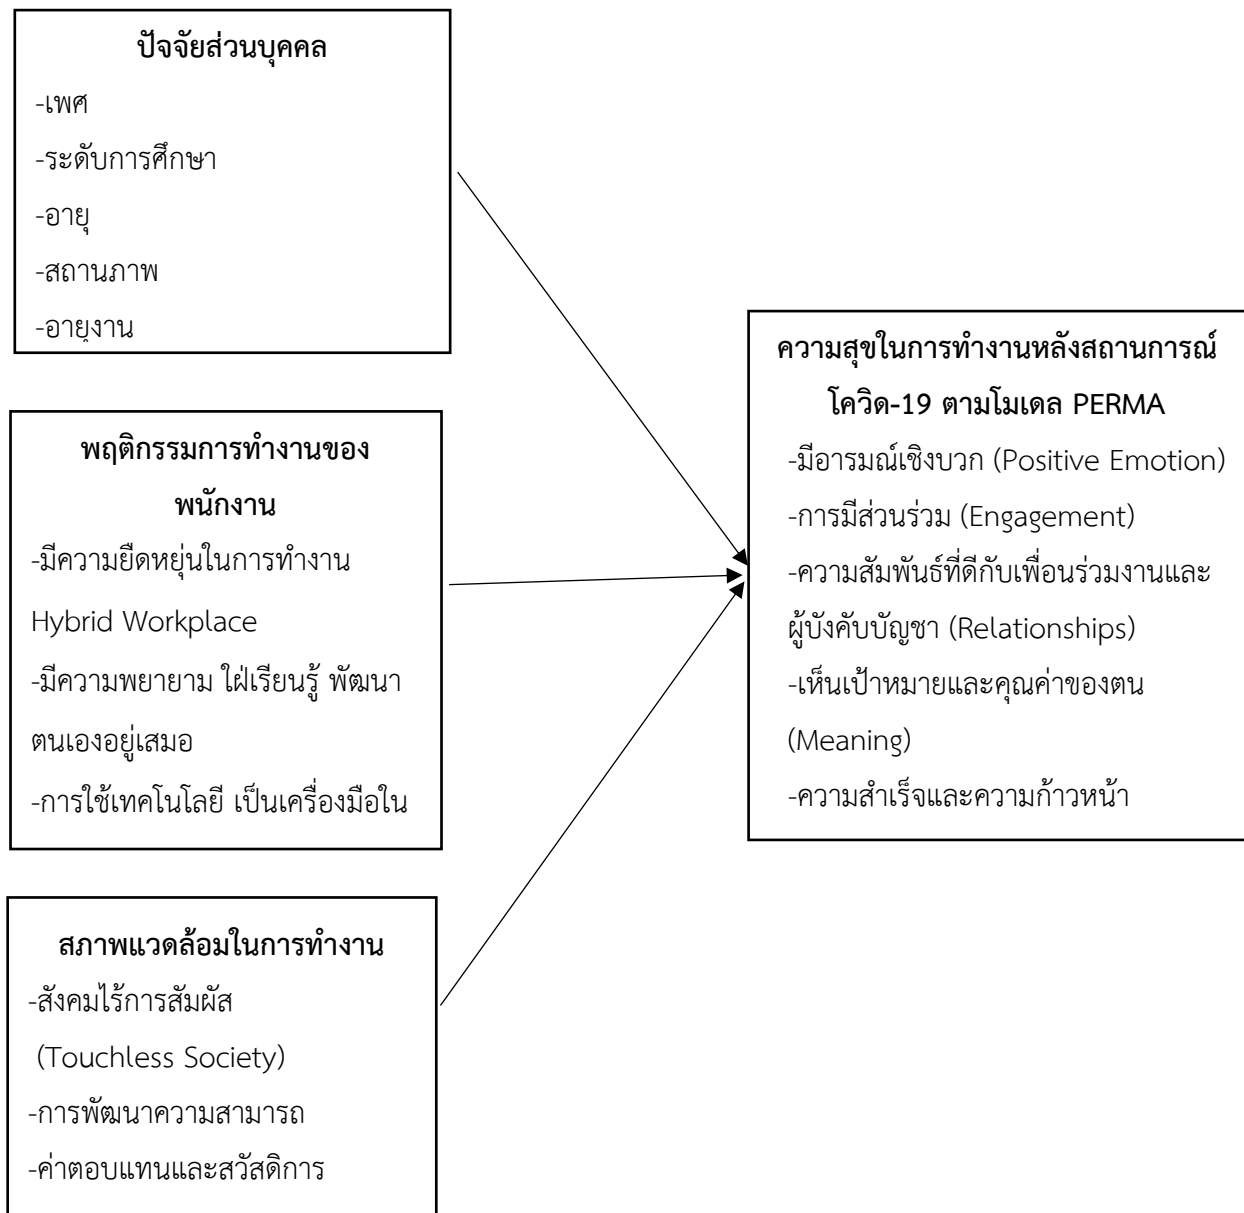 ปัจจัยส่วนบุคคล
-เพศ
-ระดับการศึกษา
-อายุ
-สถานภาพ
-อายุงาน
พฤติกรรมการทำงานของ
พนักงาน
-มีความยืดหยุ่นในการทำงาน
Hybrid Workplace
-มีความพยายาม ใฝ่เรียนรู้ พัฒนา
ตนเองอยู่เสมอ
-การใช้เทคโนโลยี เป็นเครื่องมือใน
สภาพแวดล้อมในการทำงาน
-สังคมไร้การสัมผัส
(Touchless Society)
-การพัฒนาความสามารถ
-ค่าตอบแทนและสวัสดิการ
ความสุขในการทำงานหลังสถานการณ์
โควิด-19 ตามโมเดล PERMA
-มีอารมณ์เชิงบวก (Positive Emotion)
-การมีส่วนร่วม (Engagement)
-ความสัมพันธ์ที่ดีกับเพื่อนร่วมงานและ
ผู้บังคับบัญชา (Relationships)
-เห็นเป้าหมายและคุณค่าของตน
(Meaning)
-ความสำเร็จและความก้าวหน้า